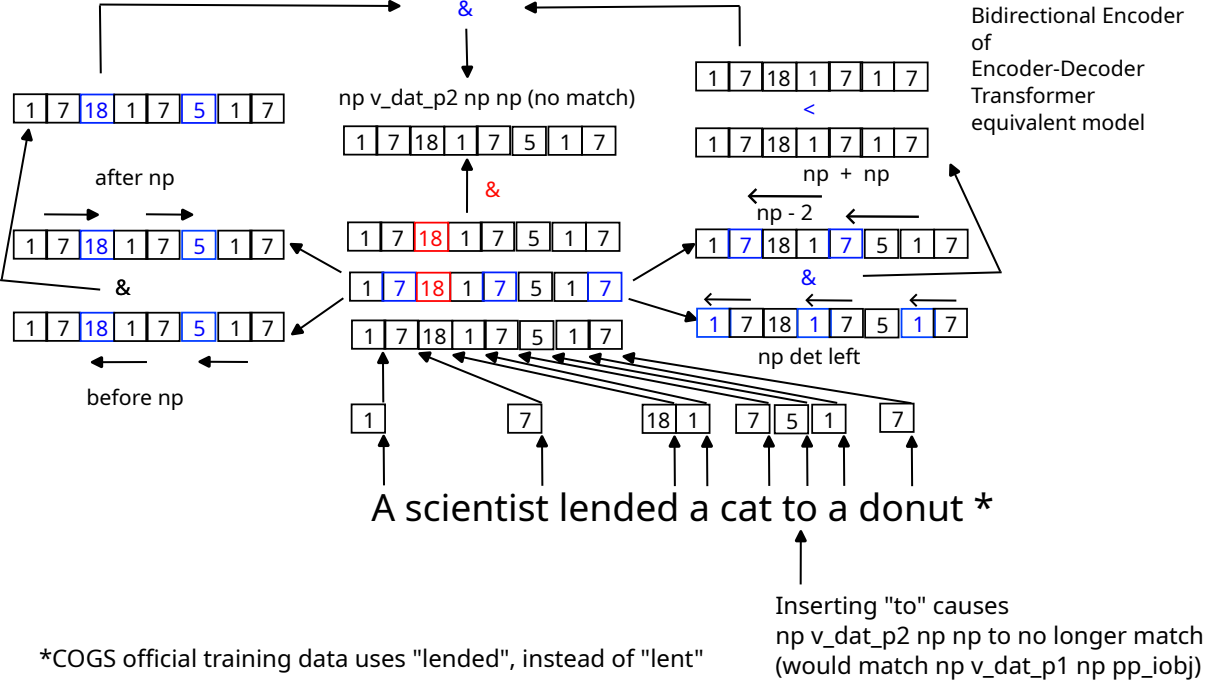 &
Bidirectional Encoder
of
Encoder-Decoder
Transformer
equivalent model
1 7 18 1 7 1 7
<
1 7 18 1 7 1 7
np + np
1 7 18 1 7 5 1 7
np v_dat_p2 np np (no match)
1 7 18 1 7 5 1 7
&
after np
1 7 18 1 7 5 1 7
&
1 7 18 1 7 5 1 7
before np
1 7 18 1 7 5 1 7
1 7 18 1 7 5 1 7
1 7 18 1 7 5 1 7
np - 2
1 7 18 1 7 5 1 7
&
1 7 18 1 7 5 1 7
np det left
1 7 18 1 7 5 1 7
A scientist lended a cat to a donut *
Inserting "to" causes
np v_dat_p2 np np to no longer match
(would match np v_dat_p1 np pp_iobj)
*COGS official training data uses "lended", instead of "lent"